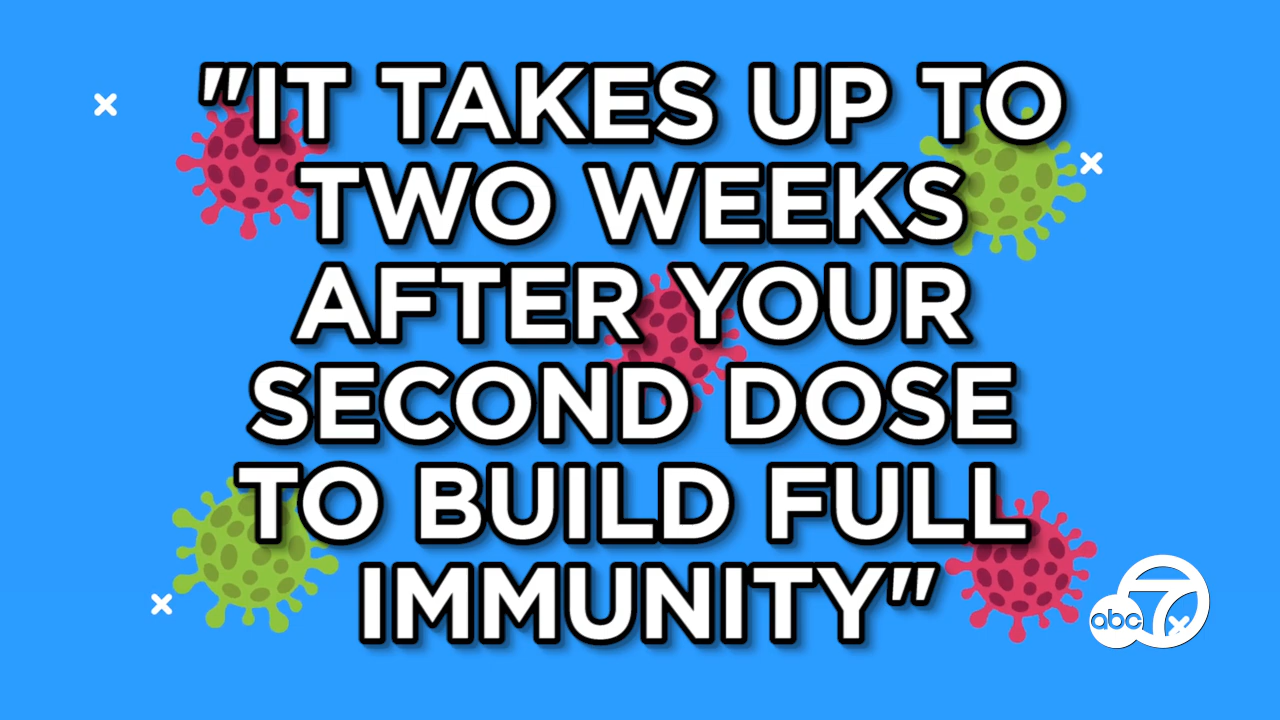 "IT TAKES UP TO
TWO WEEKS
AFTER YOUR
SECOND DOSE
TO BUILD FULL
IMMUNITY"
abc 7